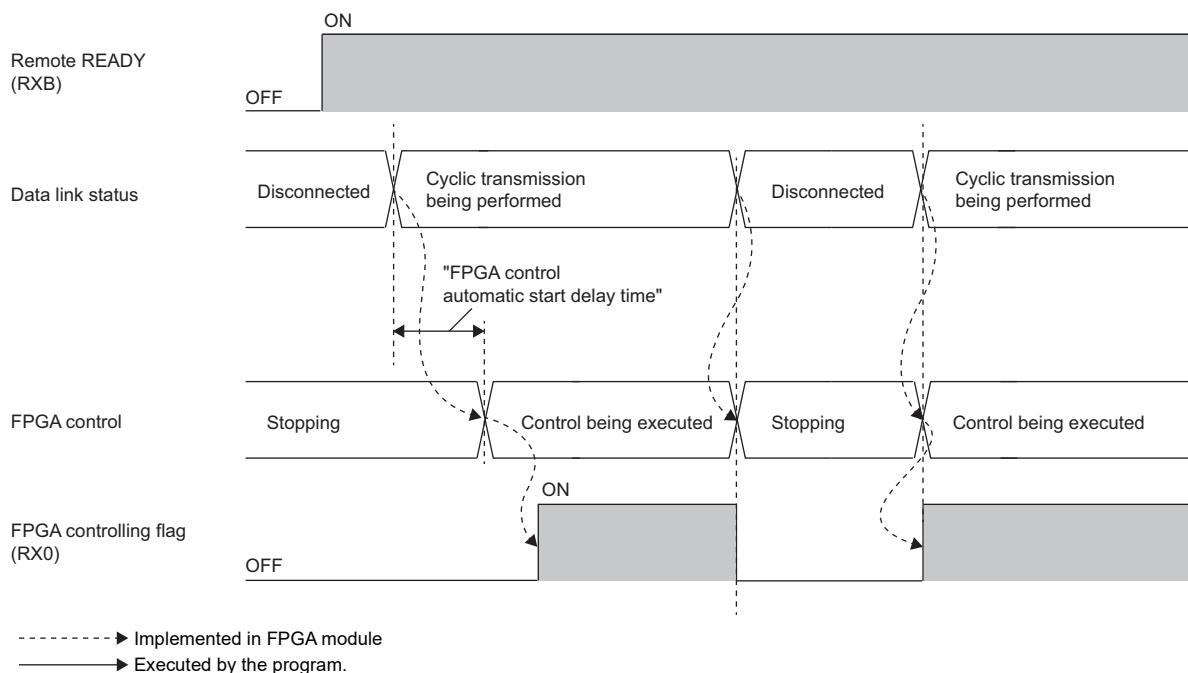 ON
Remote READY
(RXB)
OFF
Data link status
Disconnected
Cyclic transmission
being performed
Disconnected
Cyclic transmission
being performed
"FPGA control
automatic start delay time"
FPGA control
Stopping
Control being executed
Stopping
Control being executed
ON
FPGA controlling flag
(RX0)
OFF
Implemented in FPGA module
Executed by the program.